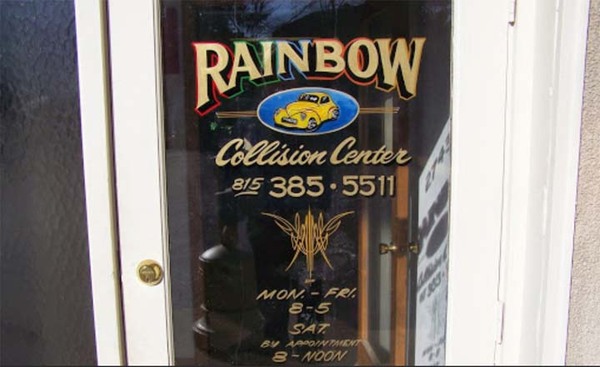 RAINBOW
Collision Center
815 385·5511
MON. - FRI.
8-5
SAT.
BY APPOINTMENT
8-NOON